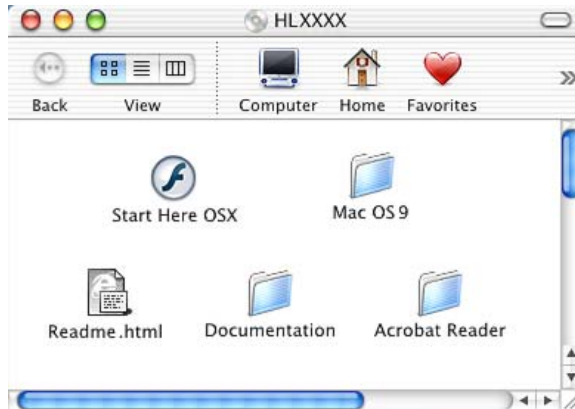 HLXXXX
Back View Computer Home Favorites
Start Here OSX Mac OS 9
Readme.html Documentation Acrobat Reader